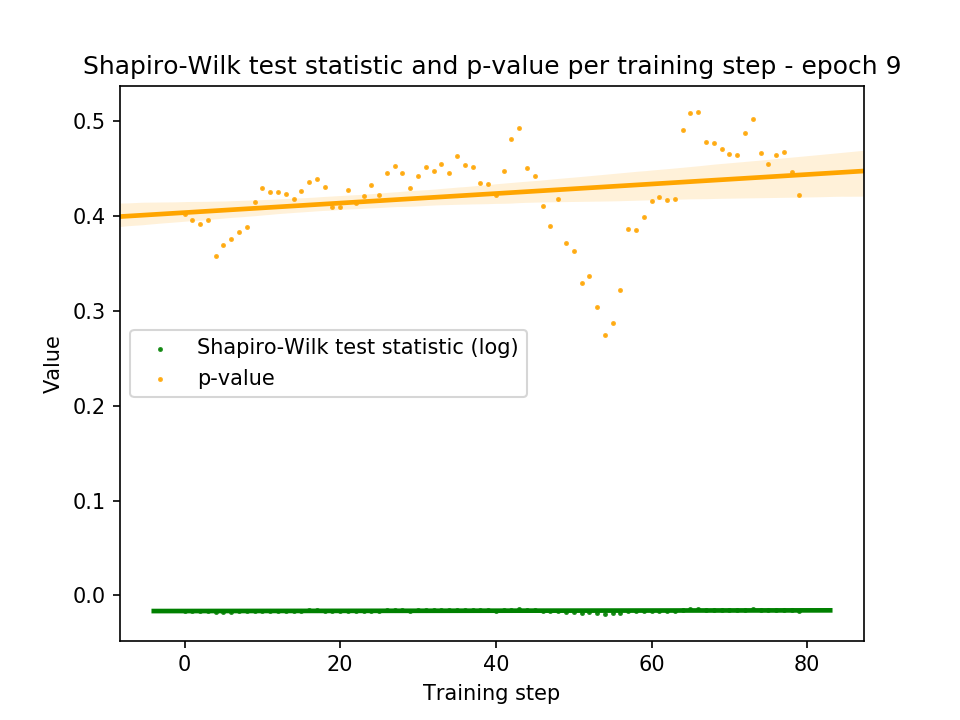 Shapiro-Wilk test statistic and p-value per training step - epoch 9
0.5
0.4
0.3
0.2
0.1
0.0
Value
Shapiro-Wilk test statistic (log)
p-value
0 20 40 60 80
Training step